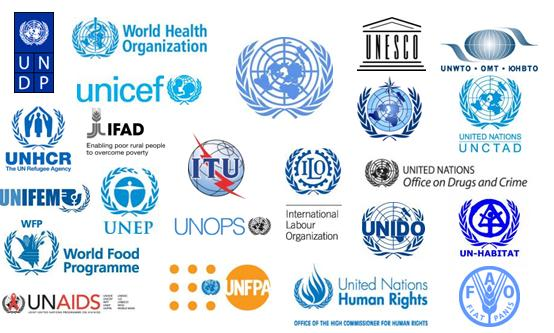 UN
DP
World Health
Organization
unicef
UNESCO
UNWTO • OMT • ЮНВТО
UNHCR
The UN Refugee Agency
IFAD
Enabling poor rural people
to overcome poverty
ITU
UNITED NATIONS
UNCTAD
UNIFEM
UNEP
ILO
International
Labour
Organization
UNITED NATIONS
Office on Drugs and Crime
UNOPS
UNIDO
UN-HABITAT
WFP
World Food
Programme
UNAIDS
UNFPA
United Nations
Human Rights
OFFICE OF THE HIGH COMMISSIONER FOR HUMAN RIGHTS
FAO
FIAT PANIS